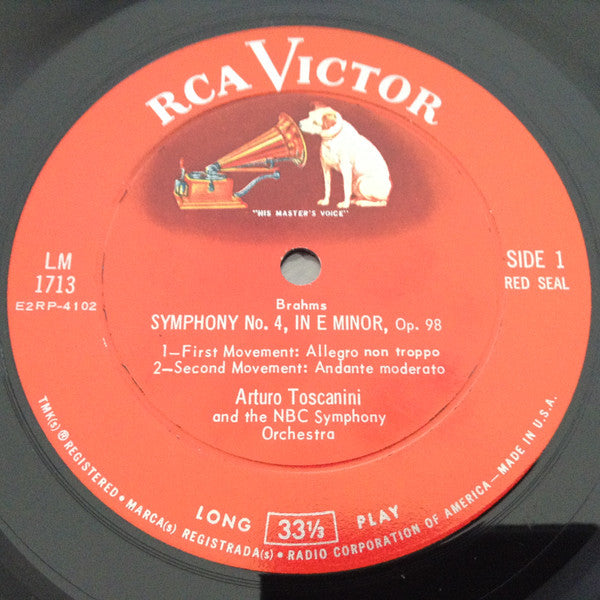 RCA VICTOR
"HIS MASTER'S VOICE"
LM
1713
E2RP-4102
SIDE 1
RED SEAL
Brahms
SYMPHONY No. 4, IN E MINOR, Op. 98
1—First Movement: Allegro non troppo
2—Second Movement: Andante moderato
Arturo Toscanini
and the NBC Symphony
Orchestra
LONG 33⅓ PLAY
TMK(s) ® REGISTERED • MARCA(s) REGISTRADA(s) • RADIO CORPORATION OF AMERICA—MADE IN U.S.A.